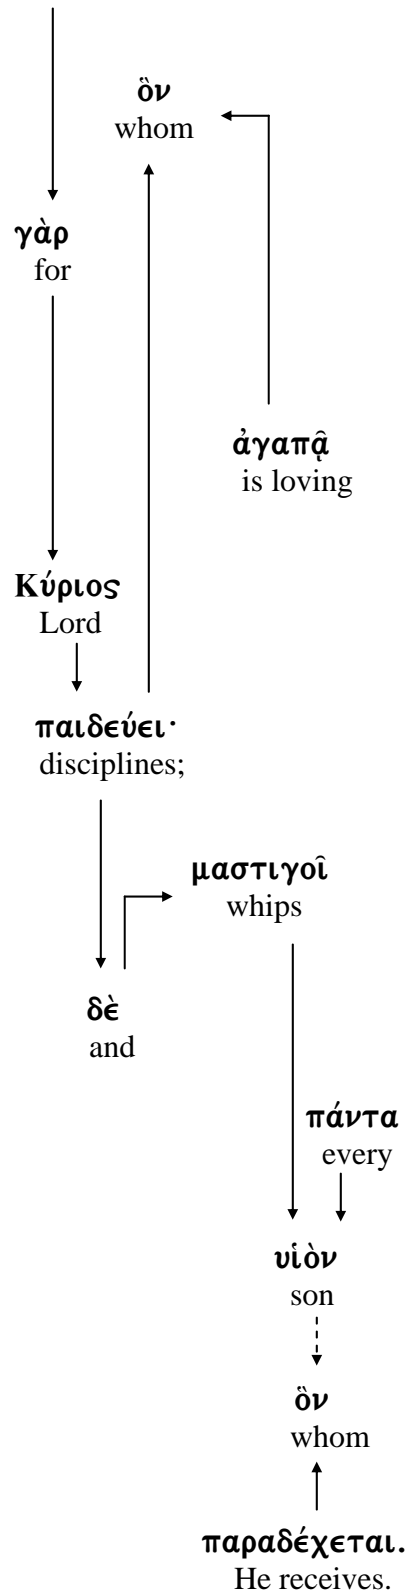 ὃν
whom
γὰρ
for
ἀγαπᾷ
is loving
Κύριος
Lord
παιδεύει·
disciplines;
μαστιγοῖ
whips
δὲ
and
πάντα
every
υἱὸν
son
ὃν
whom
παραδέχεται.
He receives.